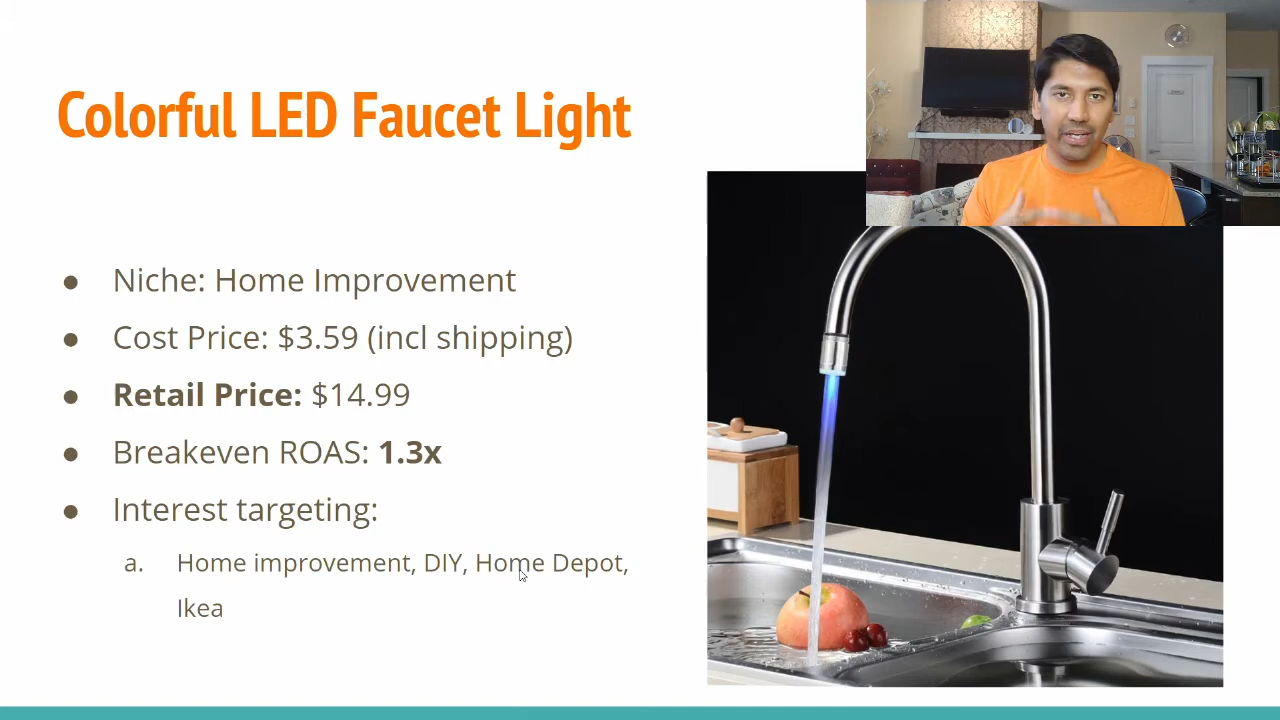 Colorful LED Faucet Light
● Niche: Home Improvement
● Cost Price: $3.59 (incl shipping)
● Retail Price: $14.99
● Breakeven ROAS: 1.3x
● Interest targeting:
a. Home improvement, DIY, Home Depot,
Ikea